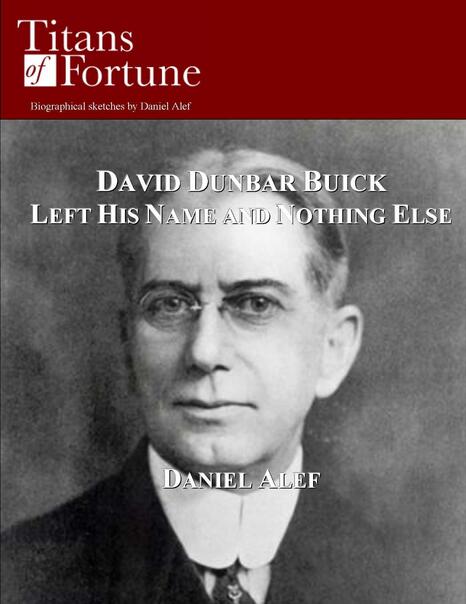 Titans
of Fortune
Biographical sketches by Daniel Alef
DAVID DUNBAR BUICK
LEFT HIS NAME AND NOTHING ELSE
DANIEL ALEF